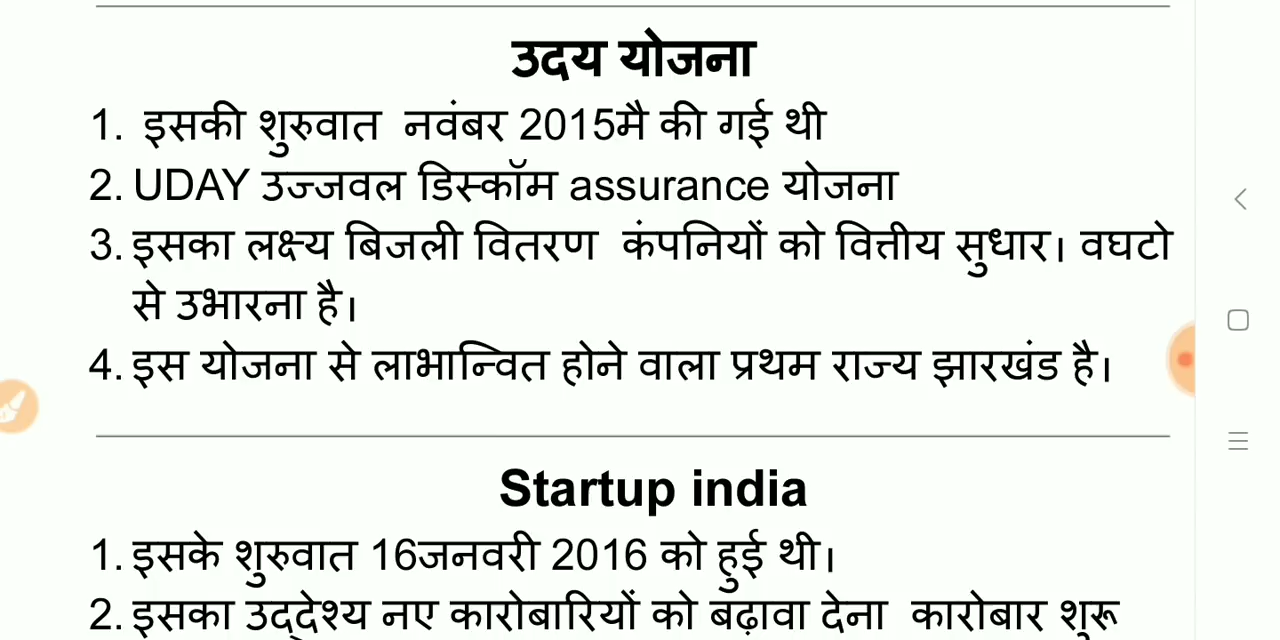 उदय योजना
1. इसकी शुरुवात नवंबर 2015मै की गई थी
2. UDAY उज्जवल डिस्कॉम assurance योजना
3. इसका लक्ष्य बिजली वितरण कंपनियों को वित्तीय सुधार। वघटो
से उभारना है।
4. इस योजना से लाभान्वित होने वाला प्रथम राज्य झारखंड है।
Startup india
1. इसके शुरुवात 16जनवरी 2016 को हुई थी।
2. इसका उद्देश्य नए कारोबारियों को बढ़ावा देना कारोबार शुरू